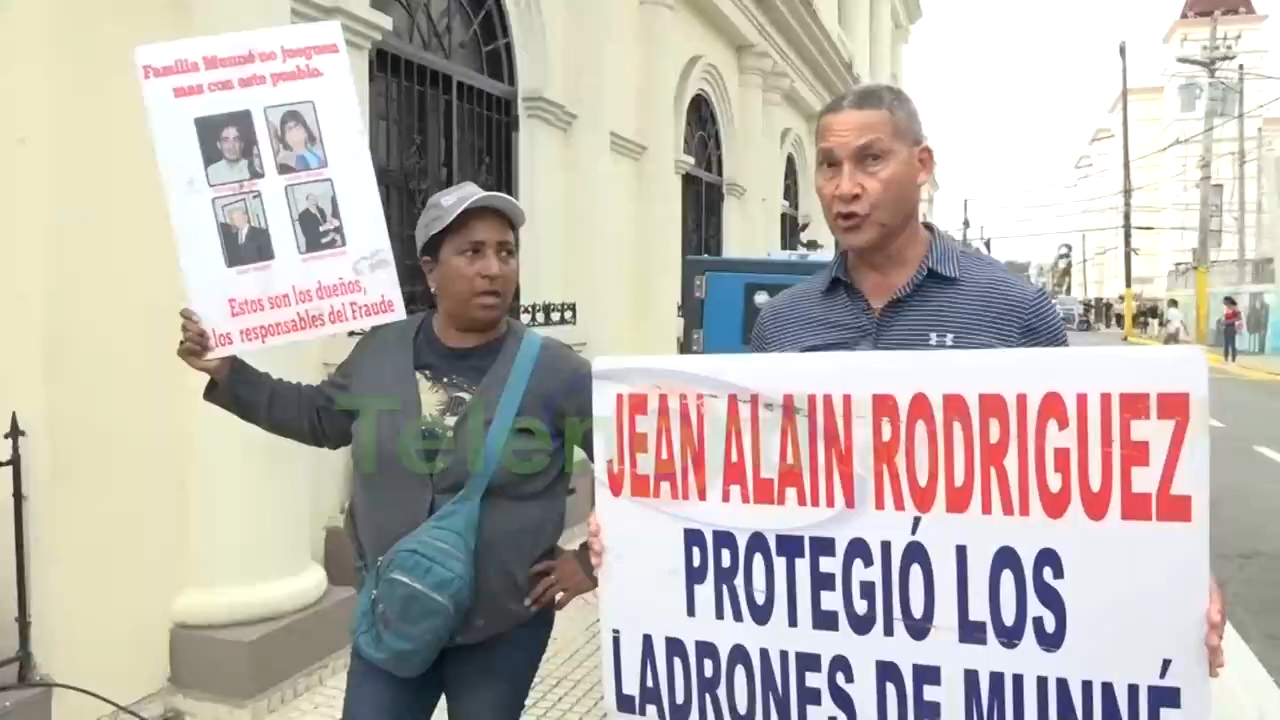 Familia Munné no jueguen
mas con este pueblo.
Estos son los dueños,
los responsables del Fraude
JEAN ALAIN RODRIGUEZ
PROTEGIÓ LOS
LADRONES DE MUNNÉ